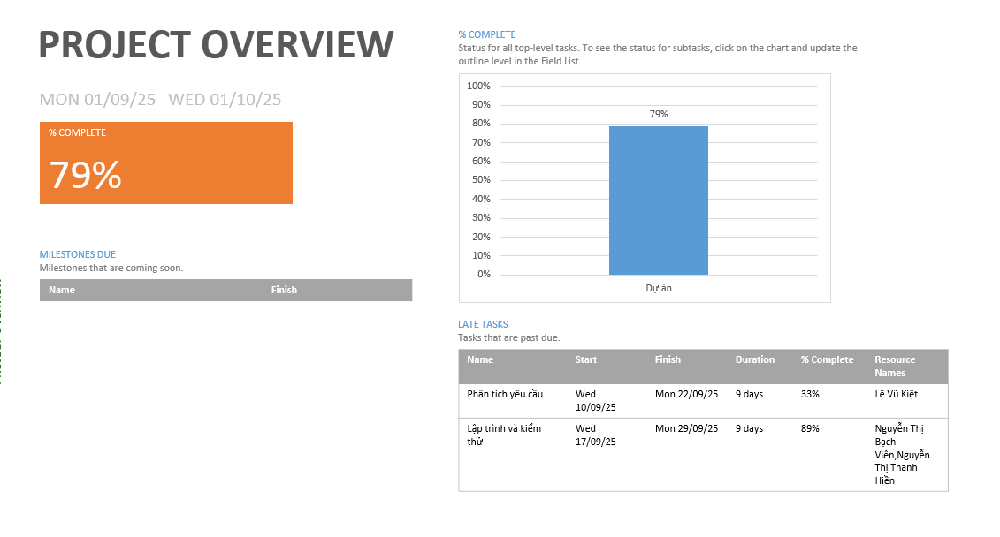 PROJECT OVERVIEW
MON 01/09/25 WED 01/10/25
% COMPLETE
79%
MILESTONES DUE
Milestones that are coming soon.
Name Finish
% COMPLETE
Status for all top-level tasks. To see the status for subtasks, click on the chart and update the
outline level in the Field List.
100%
90%
80%
70%
60%
50%
40%
30%
20%
10%
0%
79%
Dự án
LATE TASKS
Tasks that are past due.
Name Start Finish Duration % Complete Resource
Names
Phân tích yêu cầu Wed Mon 22/09/25 9 days 33% Lê Vũ Kiệt
10/09/25
Lập trình và kiểm Wed Mon 29/09/25 9 days 89% Nguyễn Thị
thử 17/09/25 Bạch
Viên,Nguyễn
Thị Thanh
Hiền